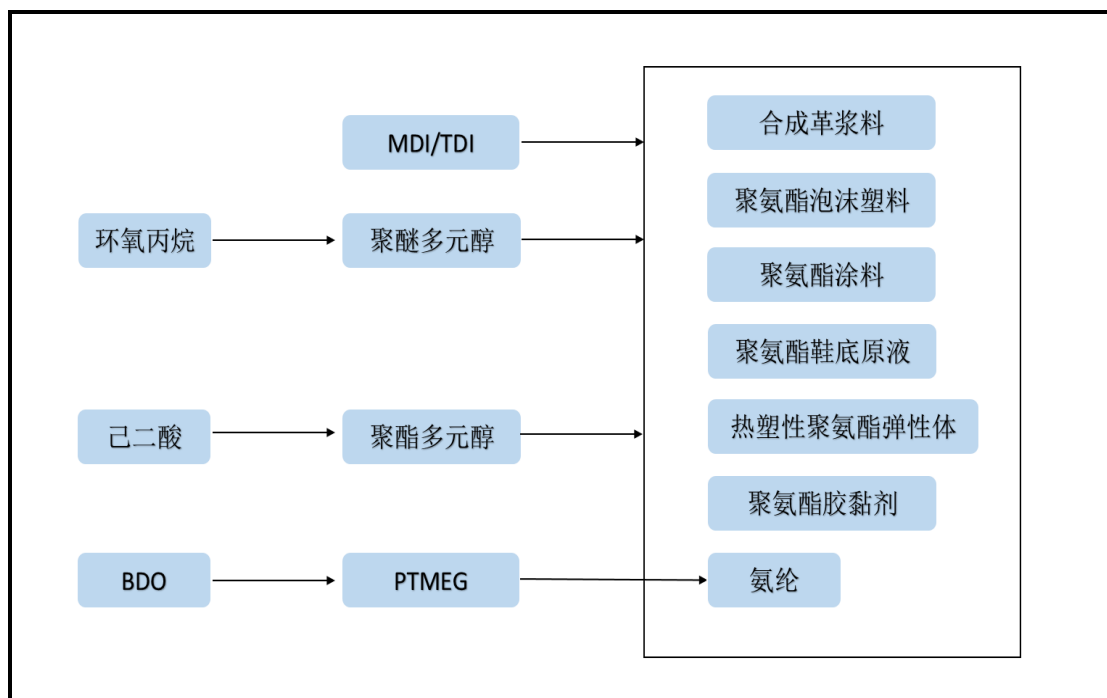 合成革浆料
MDI/TDI
聚氨酯泡沫塑料
环氧丙烷
聚醚多元醇
聚氨酯涂料
聚氨酯鞋底原液
己二酸
聚酯多元醇
热塑性聚氨酯弹性体
聚氨酯胶黏剂
BDO
PTMEG
氨纶